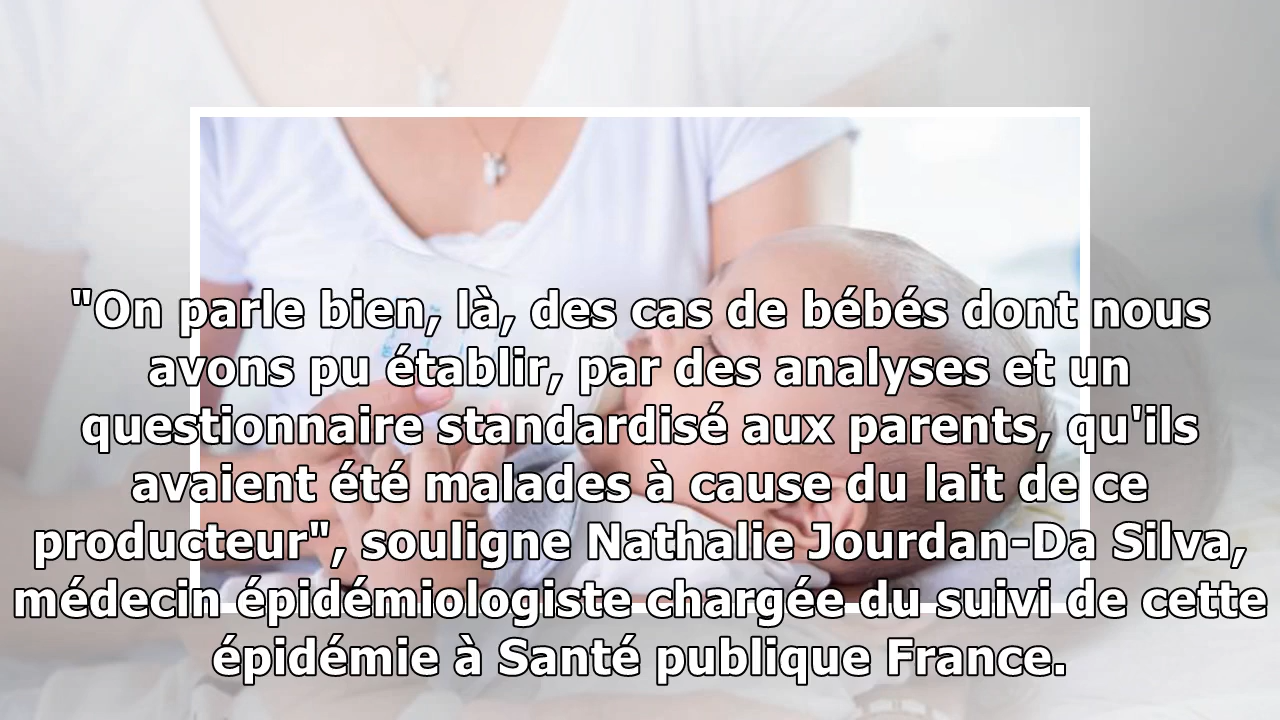 "On parle bien, là, des cas de bébés dont nous
avons pu établir, par des analyses et un
questionnaire standardisé aux parents, qu'ils
avaient été malades à cause du lait de ce
producteur", souligne Nathalie Jourdan-Da Silva,
médecin épidémiologiste chargée du suivi de cette
épidémie à Santé publique France.